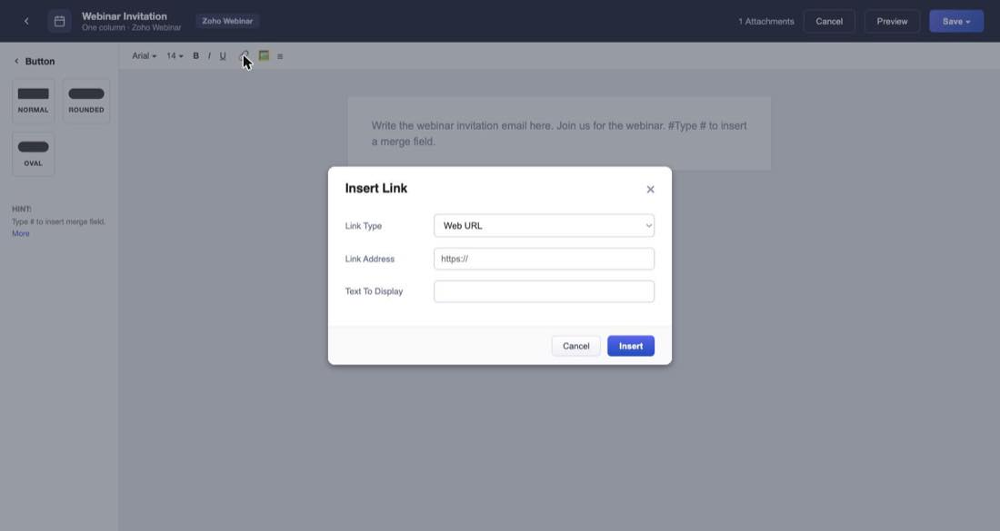 Webinar Invitation
One column · Zoho Webinar
Zoho Webinar
1 Attachments
Cancel
Preview
Save
Button
Arial
14
B
I
U
NORMAL
ROUNDED
OVAL
HINT:
Type # to insert merge field.
More
Write the webinar invitation email here. Join us for the webinar. #Type # to insert
a merge field.
Insert Link
Link Type
Web URL
Link Address
https://
Text To Display
Cancel
Insert